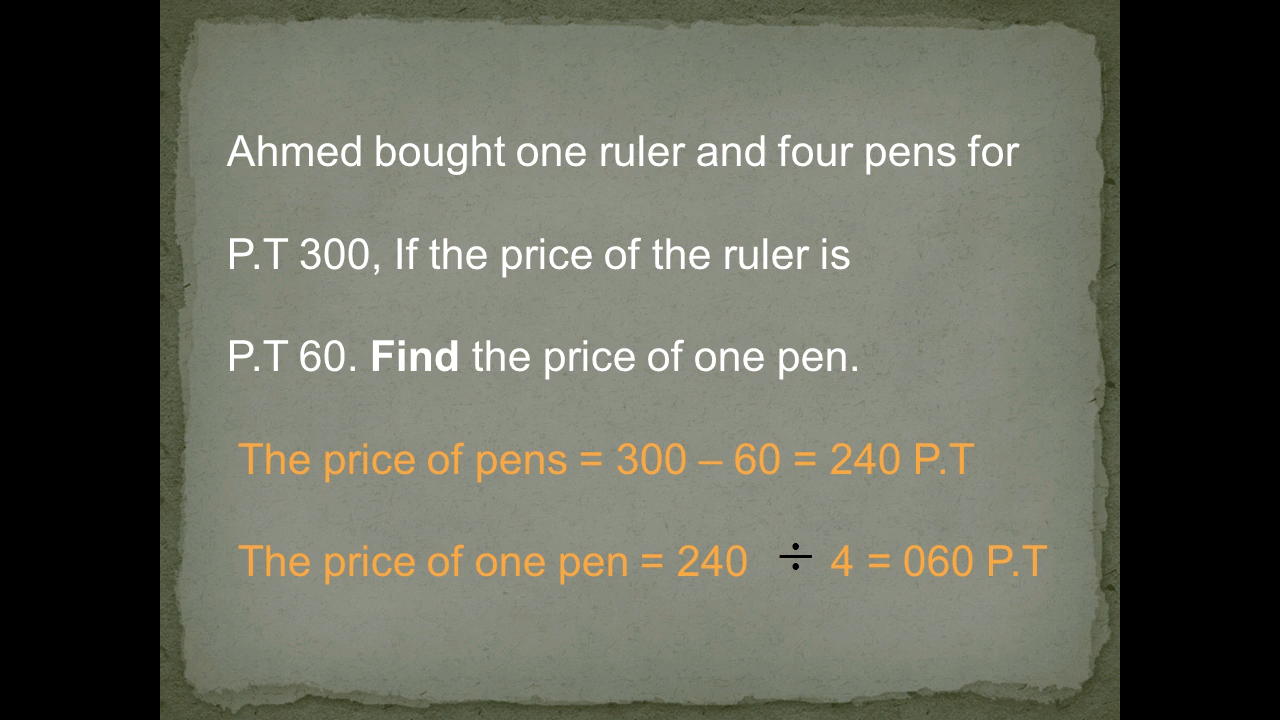 Ahmed bought one ruler and four pens for
P.T 300, If the price of the ruler is
P.T 60. Find the price of one pen.
The price of pens = 300 – 60 = 240 P.T
The price of one pen = 240 ÷ 4 = 060 P.T